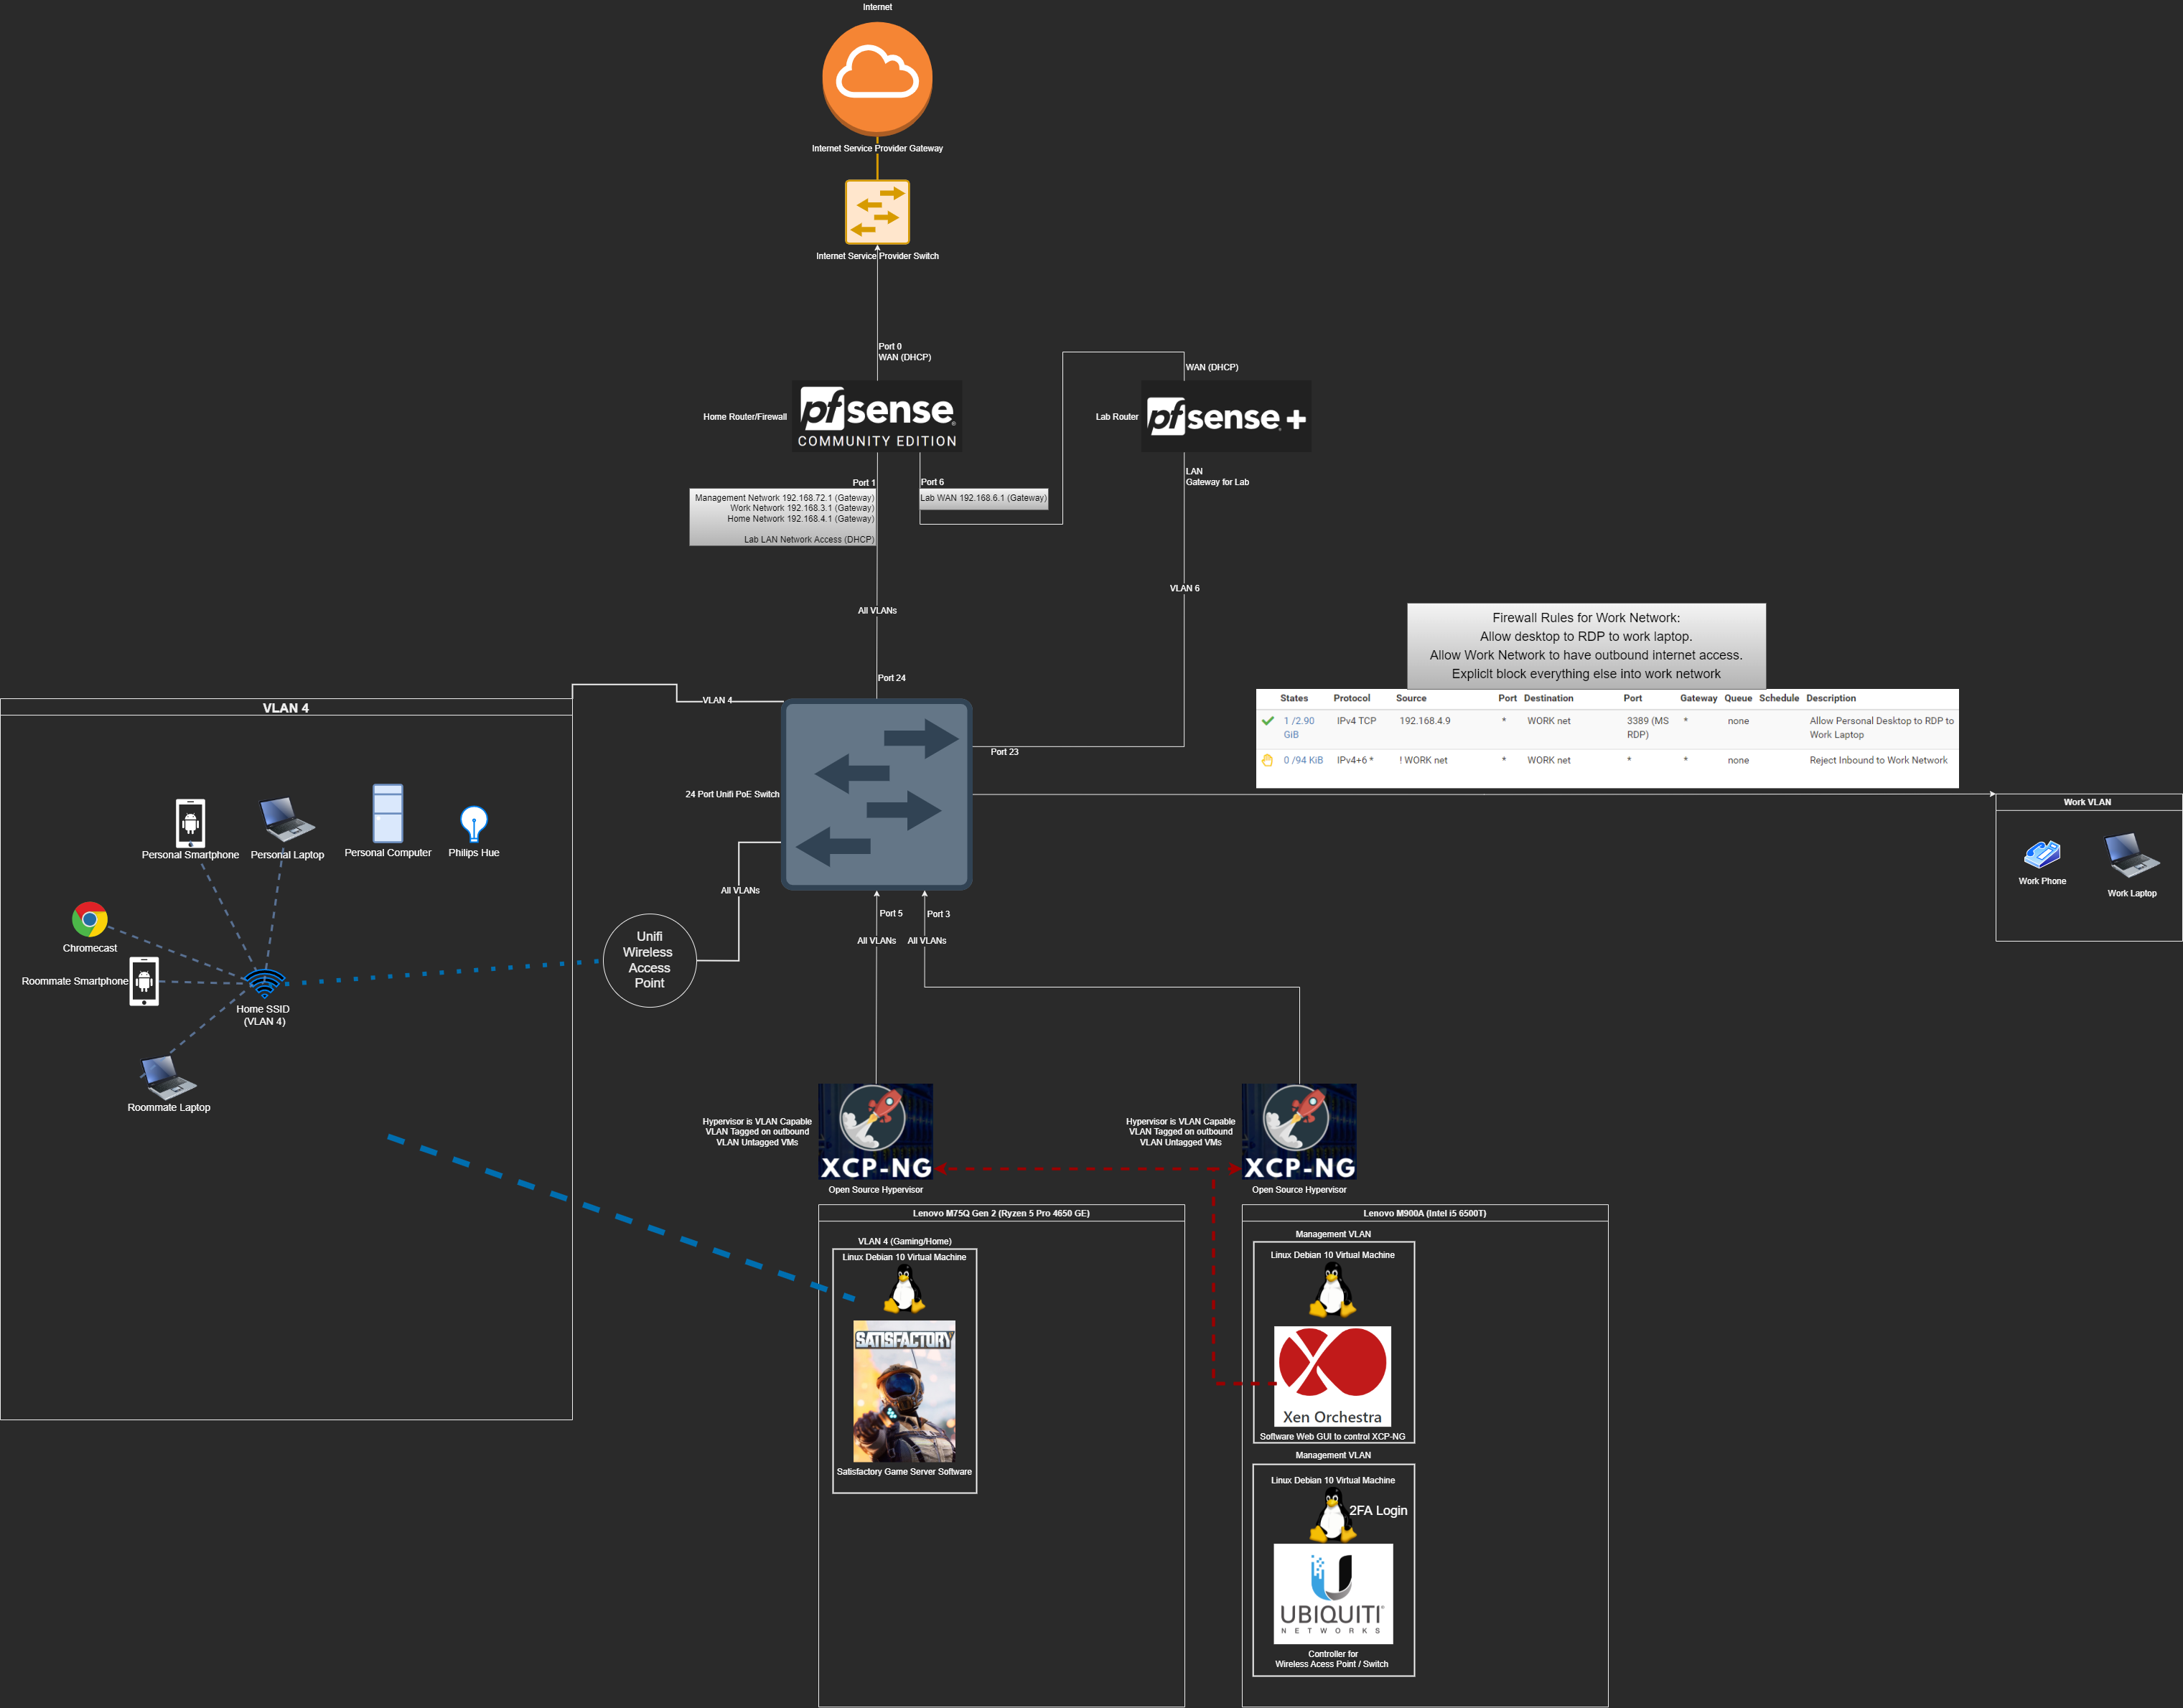 Internet
Internet Service Provider Gateway
Internet Service Provider Switch
Port 0
WAN (DHCP)
WAN (DHCP)
Home Router/Firewall
pfsense
COMMUNITY EDITION
Lab Router
pfsense +
Port 1
Management Network 192.168.72.1 (Gateway)
Work Network 192.168.3.1 (Gateway)
Home Network 192.168.4.1 (Gateway)
Lab LAN Network Access (DHCP)
Port 6
Lab WAN 192.168.6.1 (Gateway)
LAN
Gateway for Lab
VLAN 6
All VLANs
Port 24
Firewall Rules for Work Network:
Allow desktop to RDP to work laptop.
Allow Work Network to have outbound internet access.
Explicit block everything else into work network
States Protocol Source Port Destination Port Gateway Queue Schedule Description
1 /2.90 GiB IPv4 TCP 192.168.4.9 * WORK net 3389 (MS RDP) * none Allow Personal Desktop to RDP to Work Laptop
0 /94 KiB IPv4+6 * ! WORK net * WORK net * * none Reject Inbound to Work Network
VLAN 4
VLAN 4
Port 23
24 Port Unifi PoE Switch
Work VLAN
Work Phone
Work Laptop
Personal Smartphone
Personal Laptop
Personal Computer
Philips Hue
Chromecast
Roommate Smartphone
Home SSID
(VLAN 4)
Roommate Laptop
All VLANs
Unifi
Wireless
Access
Point
Port 5
All VLANs
Port 3
All VLANs
Hypervisor is VLAN Capable
VLAN Tagged on outbound
VLAN Untagged VMs
XCP-NG
Open Source Hypervisor
Hypervisor is VLAN Capable
VLAN Tagged on outbound
VLAN Untagged VMs
XCP-NG
Open Source Hypervisor
Lenovo M75Q Gen 2 (Ryzen 5 Pro 4650 GE)
VLAN 4 (Gaming/Home)
Linux Debian 10 Virtual Machine
SATISFACTORY
Satisfactory Game Server Software
Lenovo M900A (Intel i5 6500T)
Management VLAN
Linux Debian 10 Virtual Machine
Xen Orchestra
Software Web GUI to control XCP-NG
Management VLAN
Linux Debian 10 Virtual Machine
2FA Login
UBIQUITI
NETWORKS
Controller for
Wireless Acess Point / Switch